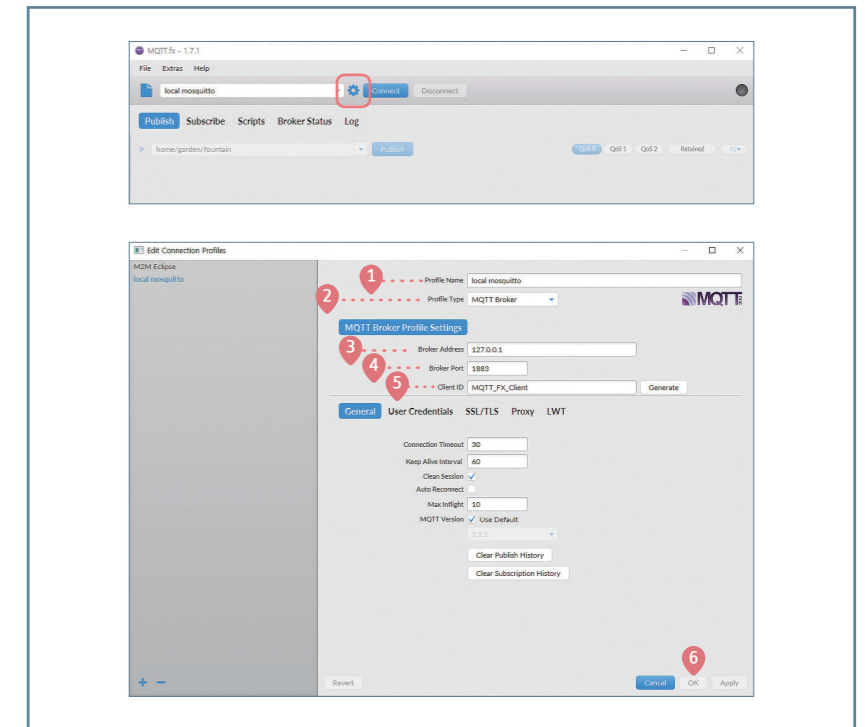 MQTT.fx - 1.7.1
File Extras Help
local mosquitto Connect Disconnect
Publish Subscribe Scripts Broker Status Log
» home/garden/fountain Publish QoS 0 QoS 1 QoS 2 Retained
Edit Connection Profiles
M2M Eclipse
local mosquitto
1 Profile Name local mosquitto
2 Profile Type MQTT Broker
MQTT
MQTT Broker Profile Settings
3 Broker Address 127.0.0.1
4 Broker Port 1883
5 Client ID MQTT_FX_Client Generate
General User Credentials SSL/TLS Proxy LWT
Connection Timeout 30
Keep Alive Interval 60
Clean Session
Auto Reconnect
Max Inflight 10
MQTT Version Use Default
3.1.1
Clear Publish History
Clear Subscription History
6
+ − Revert Cancel OK Apply